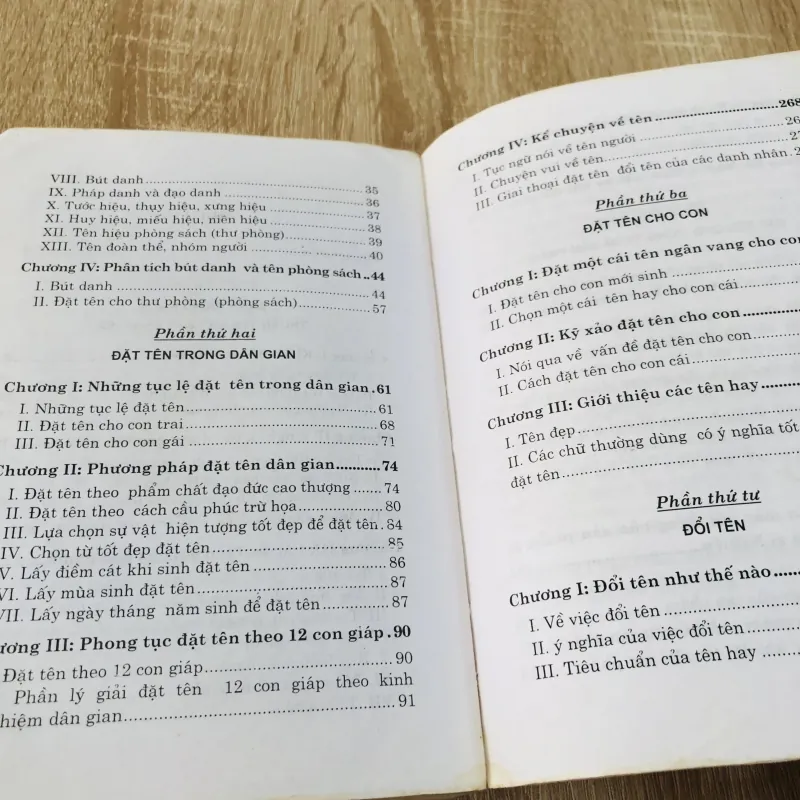 VIII. Bút danh ........ 35
IX. Pháp danh và đạo danh ........ 36
X. Tước hiệu, thụy hiệu, xưng hiệu ........ 37
XI. Huy hiệu, miếu hiệu, niên hiệu ........ 38
XII. Tên hiệu phòng sách (thư phòng) ........ 39
XIII. Tên đoàn thể, nhóm người ........ 40
Chương IV: Phân tích bút danh và tên phòng sách ..44
I. Bút danh ........ 44
II. Đặt tên cho thư phòng (phòng sách) ........ 57
Phần thứ hai
ĐẶT TÊN TRONG DÂN GIAN
Chương I: Những tục lệ đặt tên trong dân gian .61
I. Những tục lệ đặt tên ........ 61
II. Đặt tên cho con trai ........ 68
III. Đặt tên cho con gái ........ 71
Chương II: Phương pháp đặt tên dân gian ........ 74
I. Đặt tên theo phẩm chất đạo đức cao thượng ....... 74
II. Đặt tên theo cách cầu phúc trừ họa ........ 80
III. Lựa chọn sự vật hiện tượng tốt đẹp để đặt tên. 84
IV. Chọn từ tốt đẹp đặt tên ........ 85
V. Lấy điềm cát khi sinh đặt tên ........ 86
VI. Lấy mùa sinh đặt tên ........ 87
VII. Lấy ngày tháng năm sinh để đặt tên ........ 87
ương III: Phong tục đặt tên theo 12 con giáp .90
Đặt tên theo 12 con giáp ........ 90
Phần lý giải đặt tên 12 con giáp theo kinh
hiệm dân gian ........ 91
Chương IV: Kể chuyện về tên ........ 268
I. Tục ngữ nói về tên người ........ 26
II. Chuyện vui về tên ........ 27
III. Giai thoại đặt tên đổi tên của các danh nhân . 2
Phần thứ ba
ĐẶT TÊN CHO CON
Chương I: Đặt một cái tên ngân vang cho con
I. Đặt tên cho con mới sinh ........
II. Chọn một cái tên hay cho con cái ........
Chương II: Kỹ xảo đặt tên cho con ........
I. Nói qua về vấn đề đặt tên cho con ........
II. Cách đặt tên cho con cái ........
Chương III: Giới thiệu các tên hay ........
I. Tên đẹp ........
II. Các chữ thường dùng có ý nghĩa tốt
đặt tên ........
Phần thứ tư
ĐỔI TÊN
Chương I: Đổi tên như thế nào ........
I. Về việc đổi tên ........
II. ý nghĩa của việc đổi tên ........
III. Tiêu chuẩn của tên hay ........